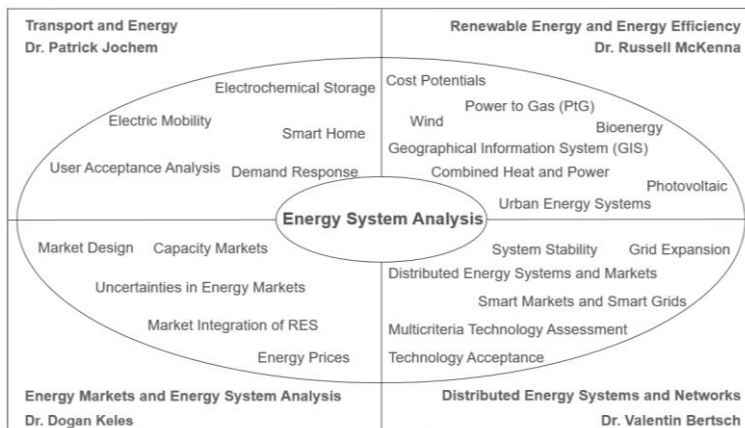 Transport and Energy
Dr. Patrick Jochem
Renewable Energy and Energy Efficiency
Dr. Russell McKenna
Electrochemical Storage
Electric Mobility
Smart Home
User Acceptance Analysis
Demand Response
Cost Potentials
Power to Gas (PtG)
Wind
Bioenergy
Geographical Information System (GIS)
Combined Heat and Power
Photovoltaic
Urban Energy Systems
Energy System Analysis
Market Design
Capacity Markets
Uncertainties in Energy Markets
Market Integration of RES
Energy Prices
System Stability
Grid Expansion
Distributed Energy Systems and Markets
Smart Markets and Smart Grids
Multicriteria Technology Assessment
Technology Acceptance
Energy Markets and Energy System Analysis
Dr. Dogan Keles
Distributed Energy Systems and Networks
Dr. Valentin Bertsch